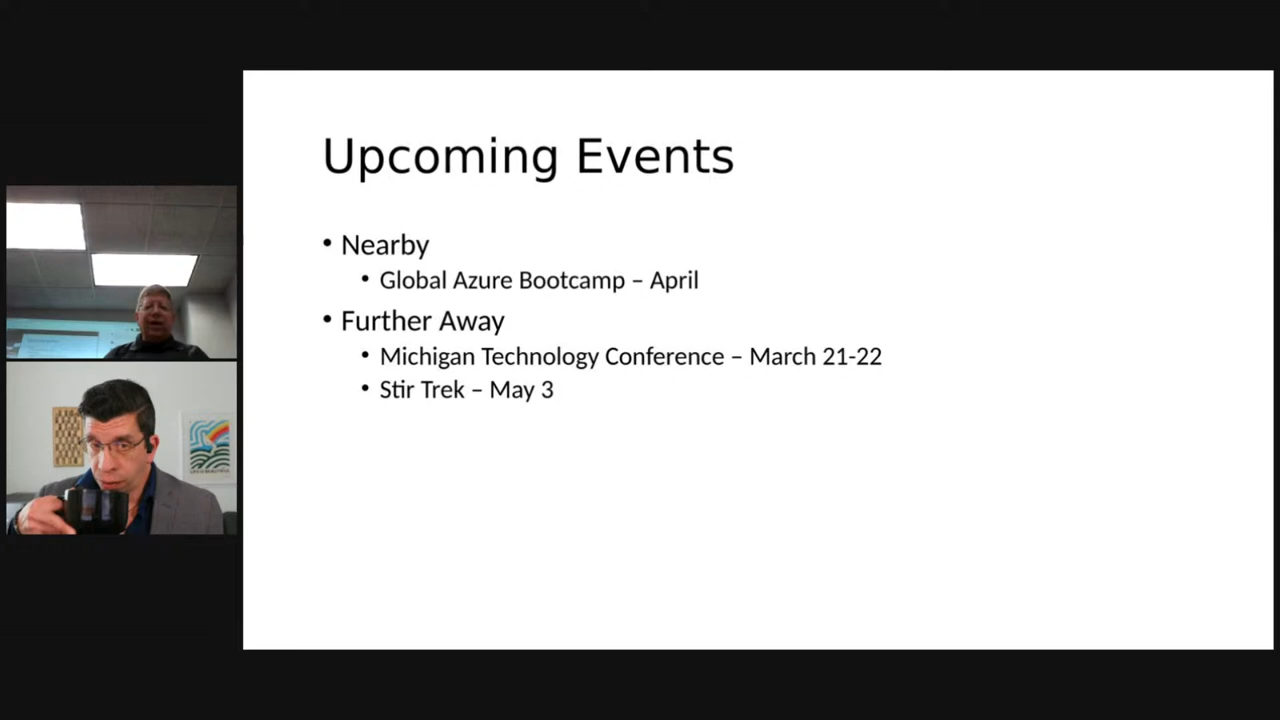 Upcoming Events
• Nearby
• Global Azure Bootcamp – April
• Further Away
• Michigan Technology Conference – March 21-22
• Stir Trek – May 3